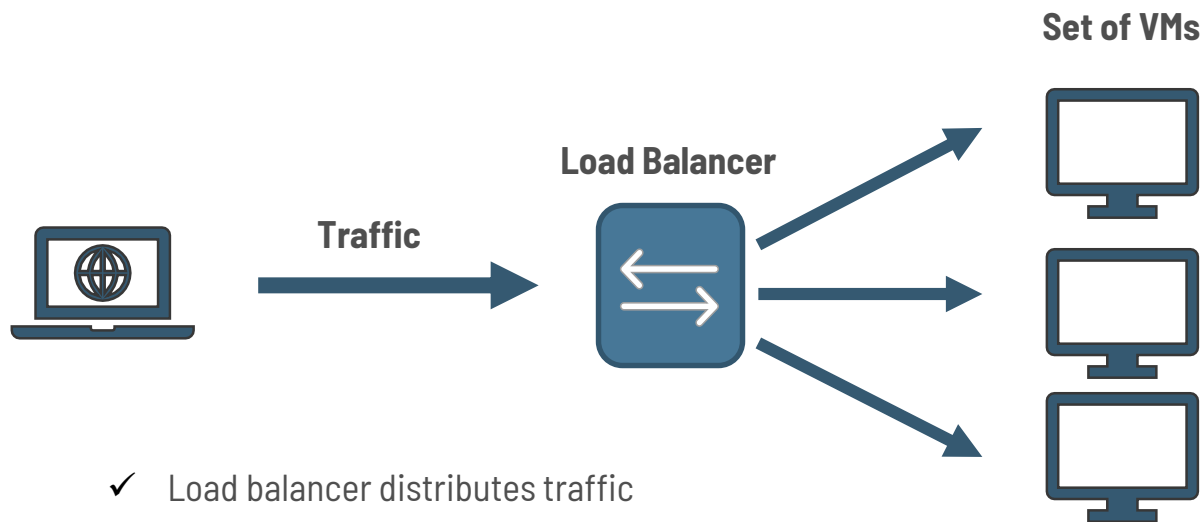 Set of VMs
Load Balancer
Traffic
✓ Load balancer distributes traffic